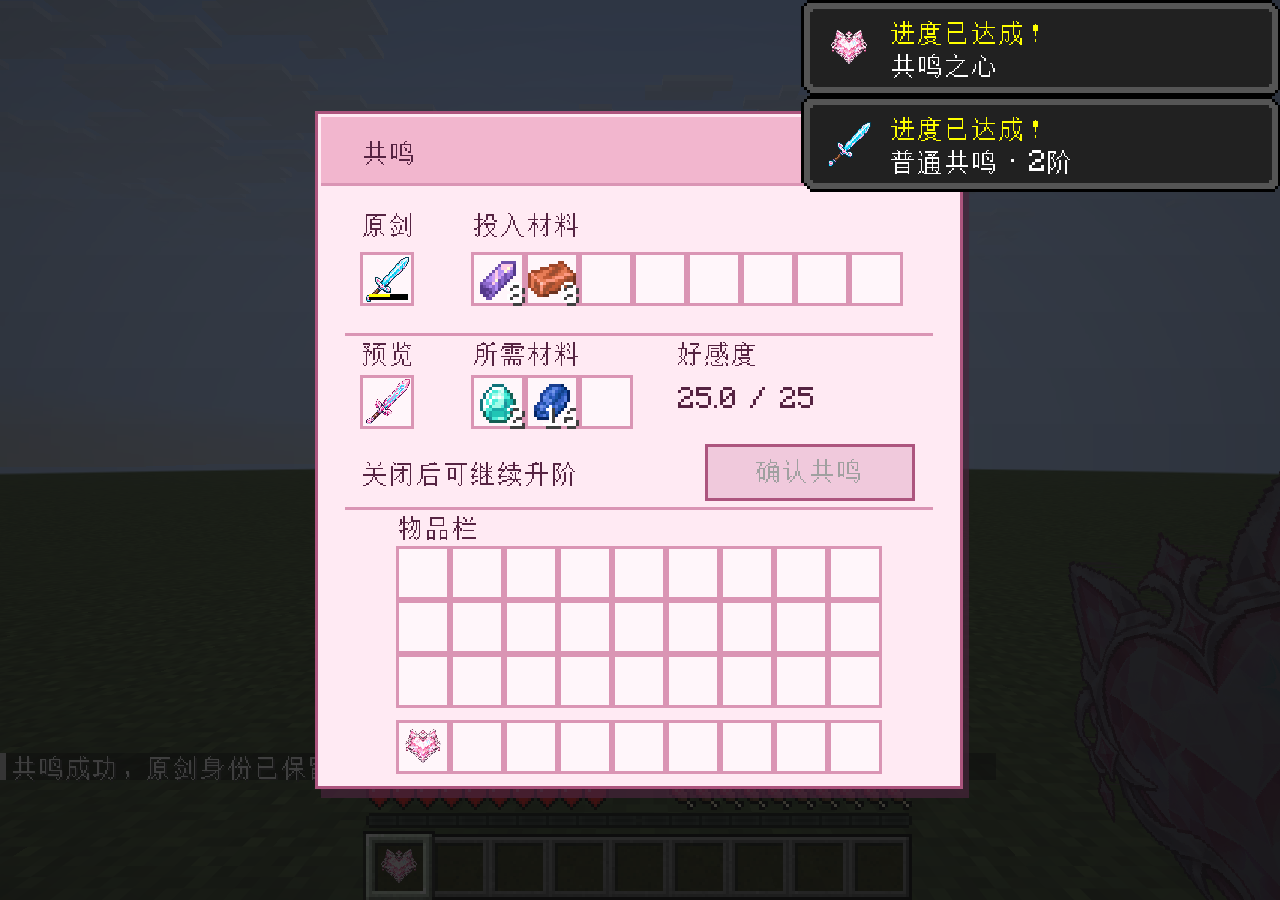 进度已达成！
共鸣之心
进度已达成！
普通共鸣 · 2阶
共鸣
原剑
投入材料
预览
所需材料
好感度
25.0 / 25
关闭后可继续升阶
确认共鸣
物品栏
共鸣成功，原剑身份已保